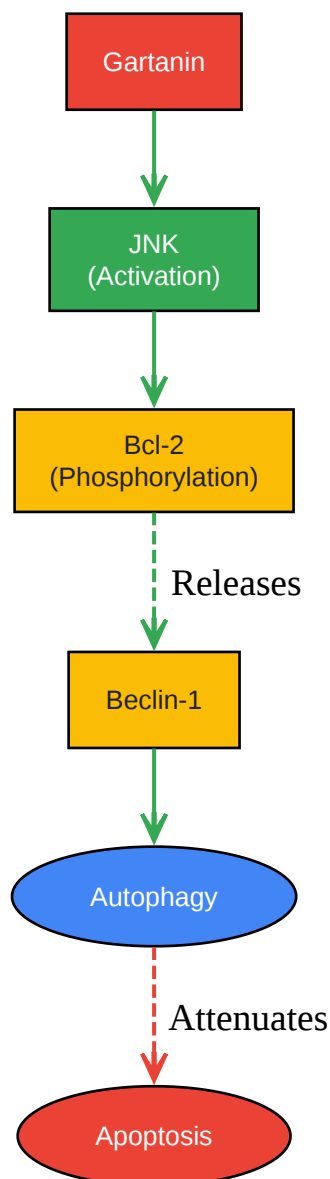 Gartanin
JNK
(Activation)
Bcl-2
(Phosphorylation)
Releases
Beclin-1
Autophagy
Attenuates
Apoptosis